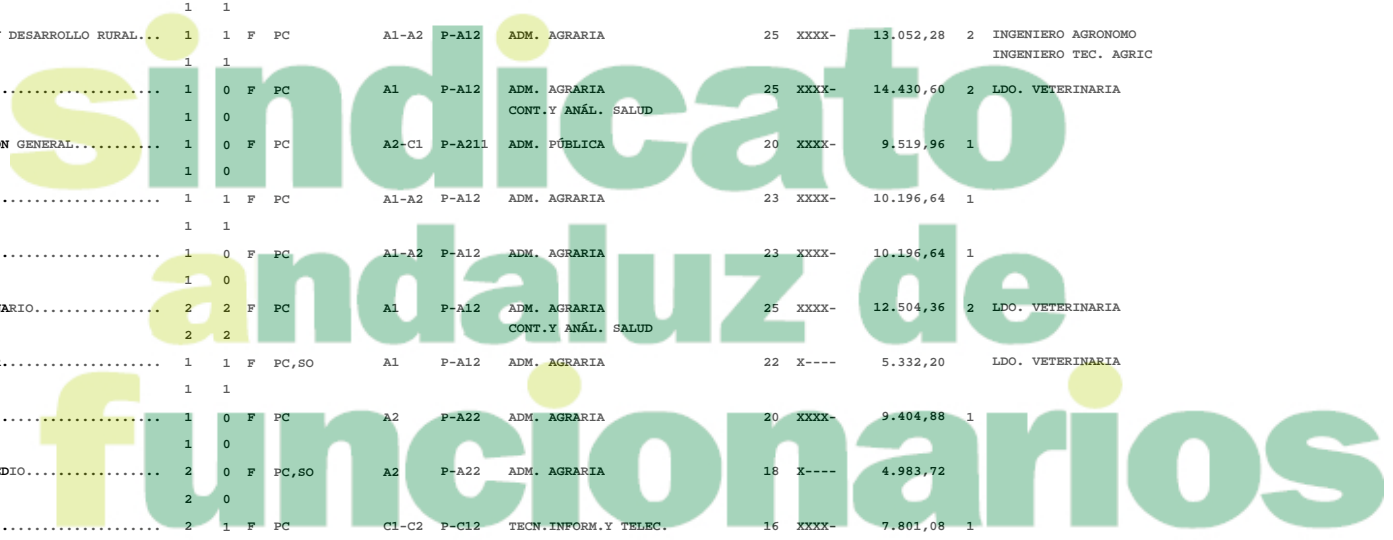 1 1
DESARROLLO RURAL... 1 1 F PC A1-A2 P-A12 ADM. AGRARIA 25 XXXX- 13.052,28 2 INGENIERO AGRONOMO
1 1 INGENIERO TEC. AGRIC
..................... 1 0 F PC A1 P-A12 ADM. AGRARIA 25 XXXX- 14.430,60 2 LDO. VETERINARIA
1 0 CONT.Y ANÁL. SALUD
N GENERAL........... 1 0 F PC A2-C1 P-A211 ADM. PÚBLICA 20 XXXX- 9.519,96 1
1 0
..................... 1 1 F PC A1-A2 P-A12 ADM. AGRARIA 23 XXXX- 10.196,64 1
1 1
..................... 1 0 F PC A1-A2 P-A12 ADM. AGRARIA 23 XXXX- 10.196,64 1
1 0
ARIO................. 2 2 F PC A1 P-A12 ADM. AGRARIA 25 XXXX- 12.504,36 2 LDO. VETERINARIA
2 2 CONT.Y ANÁL. SALUD
..................... 1 1 F PC,SO A1 P-A12 ADM. AGRARIA 22 X---- 5.332,20 LDO. VETERINARIA
1 1
..................... 1 0 F PC A2 P-A22 ADM. AGRARIA 20 XXXX- 9.404,88 1
1 0
DIO................. 2 0 F PC,SO A2 P-A22 ADM. AGRARIA 18 X---- 4.983,72
2 0
..................... 2 1 F PC C1-C2 P-C12 TECN.INFORM.Y TELEC. 16 XXXX- 7.801,08 1
sindicato
andaluz de
funcionarios